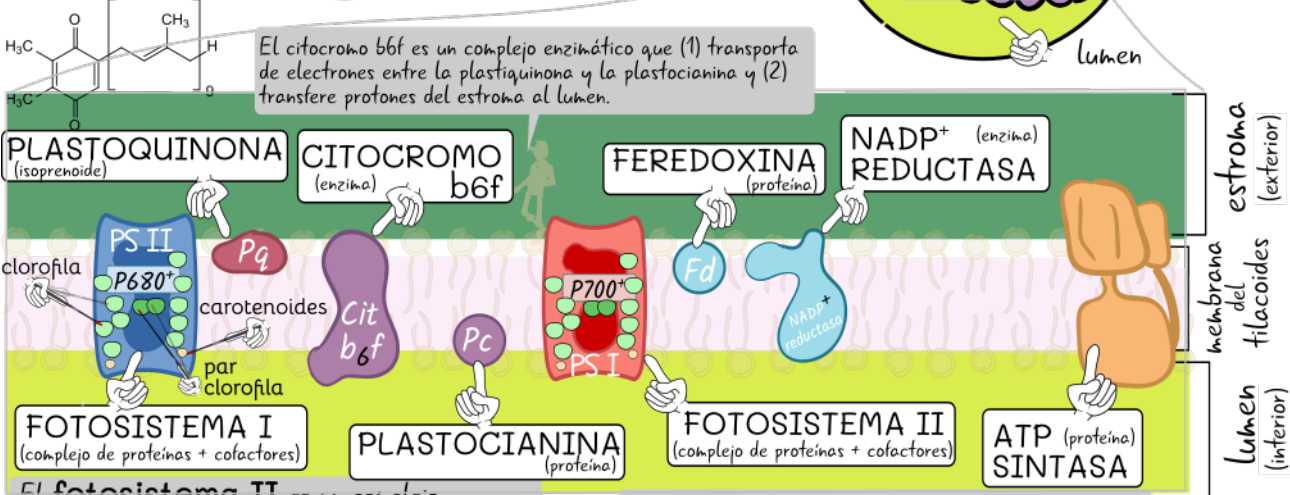 CH₃
O
H₃C
H
H₃C
9
O
El citocromo b6f es un complejo enzimático que (1) transporta
de electrones entre la plastiquinona y la plastocianina y (2)
transfere protones del estroma al lumen.
lumen
PLASTOQUINONA
(isoprenoide)
CITOCROMO
(enzima) b6f
FEREDOXINA
(proteína)
NADP⁺ (enzima)
REDUCTASA
estroma
(exterior)
PS II
Pq
P680⁺
clorofila
carotenoides
par
clorofila
Cit
b6f
Pc
P700⁺
PS I
Fd
NADP⁺
reductasa
membrana
del
tilacoides
FOTOSISTEMA I
(complejo de proteínas + cofactores)
PLASTOCIANINA
(proteína)
FOTOSISTEMA II
(complejo de proteínas + cofactores)
ATP (proteína)
SINTASA
lumen
(interior)
El fotosistema II